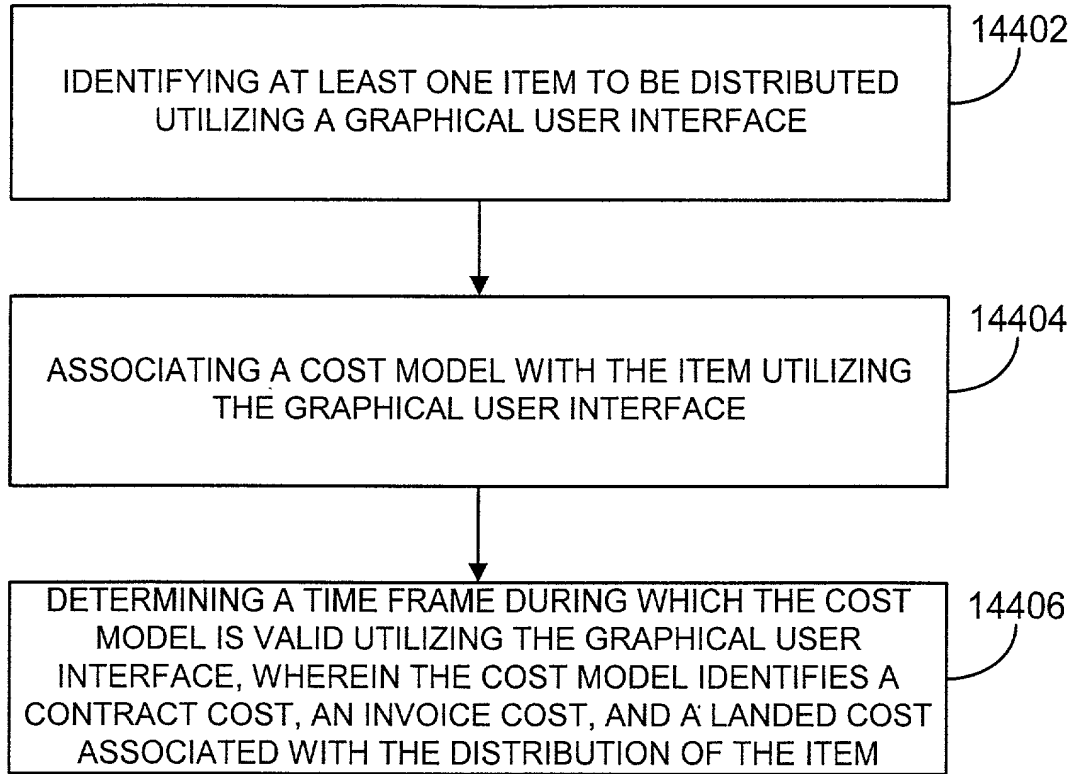 14402
IDENTIFYING AT LEAST ONE ITEM TO BE DISTRIBUTED
UTILIZING A GRAPHICAL USER INTERFACE
14404
ASSOCIATING A COST MODEL WITH THE ITEM UTILIZING
THE GRAPHICAL USER INTERFACE
14406
DETERMINING A TIME FRAME DURING WHICH THE COST
MODEL IS VALID UTILIZING THE GRAPHICAL USER
INTERFACE, WHEREIN THE COST MODEL IDENTIFIES A
CONTRACT COST, AN INVOICE COST, AND A LANDED COST
ASSOCIATED WITH THE DISTRIBUTION OF THE ITEM